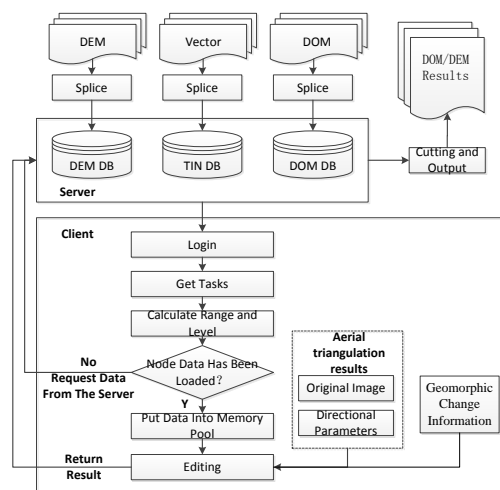 DEM
Vector
DOM
DOM/DEM
Results
Splice
Splice
Splice
DEM DB
TIN DB
DOM DB
Server
Cutting and
Output
Client
Login
Get Tasks
Calculate Range and
Level
Node Data Has Been
Loaded？
No
Request Data
From The Server
Y
Put Data Into Memory
Pool
Return
Result
Editing
Aerial
triangulation
results
Original Image
Directional
Parameters
Geomorphic
Change
Information